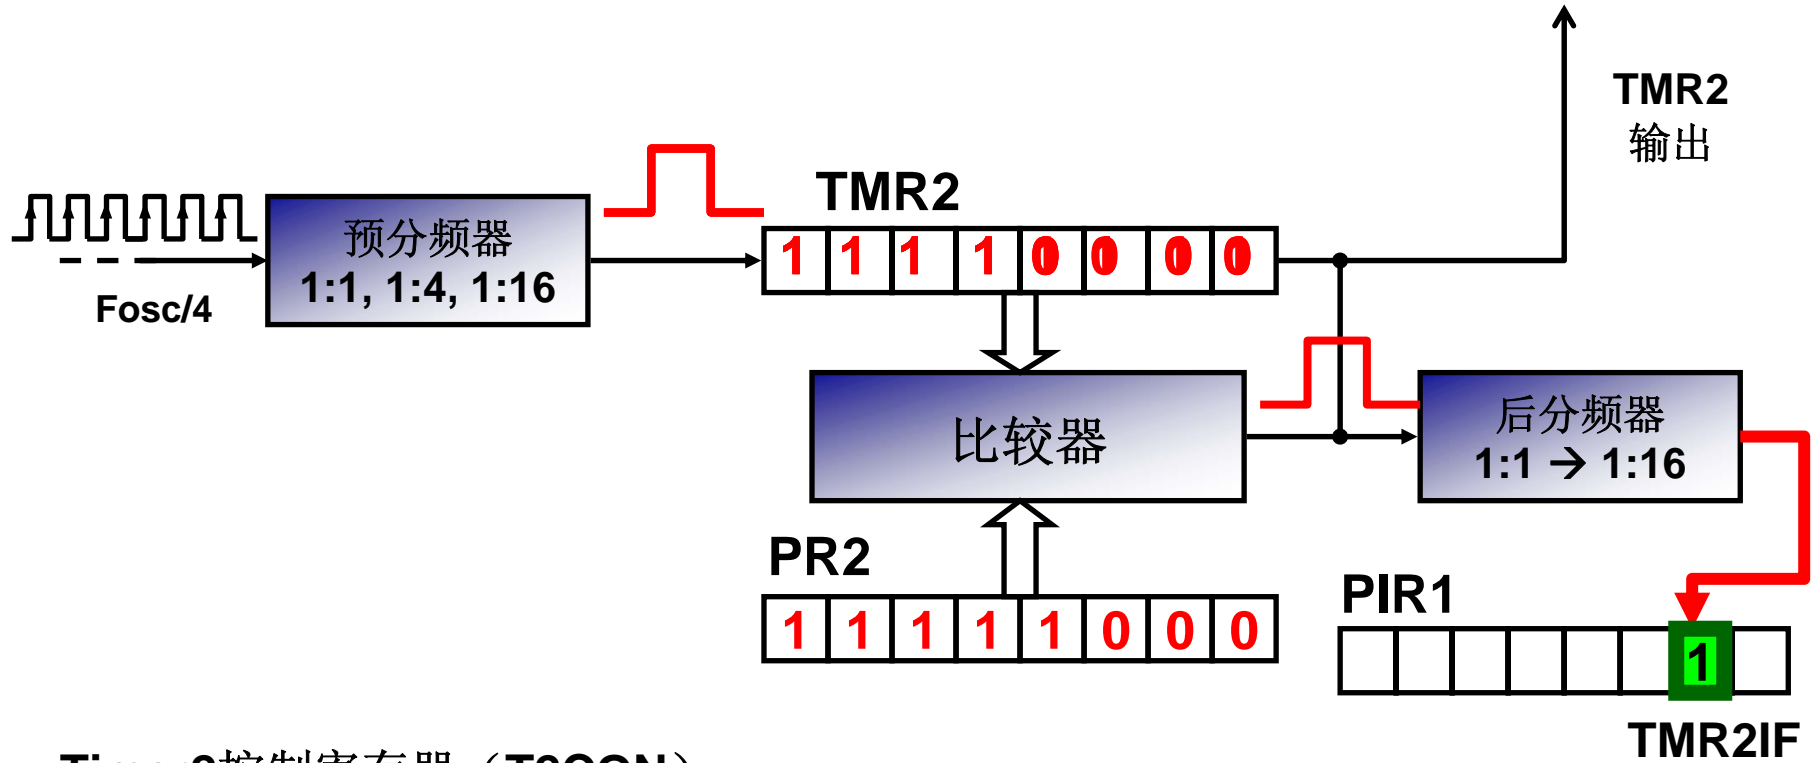 TMR2
输出
TMR2
预分频器
1:1, 1:4, 1:16
Fosc/4
1 1 1 1 0 0 0 0
比较器
后分频器
1:1 → 1:16
PR2
1 1 1 1 1 0 0 0
PIR1
1
TMR2IF